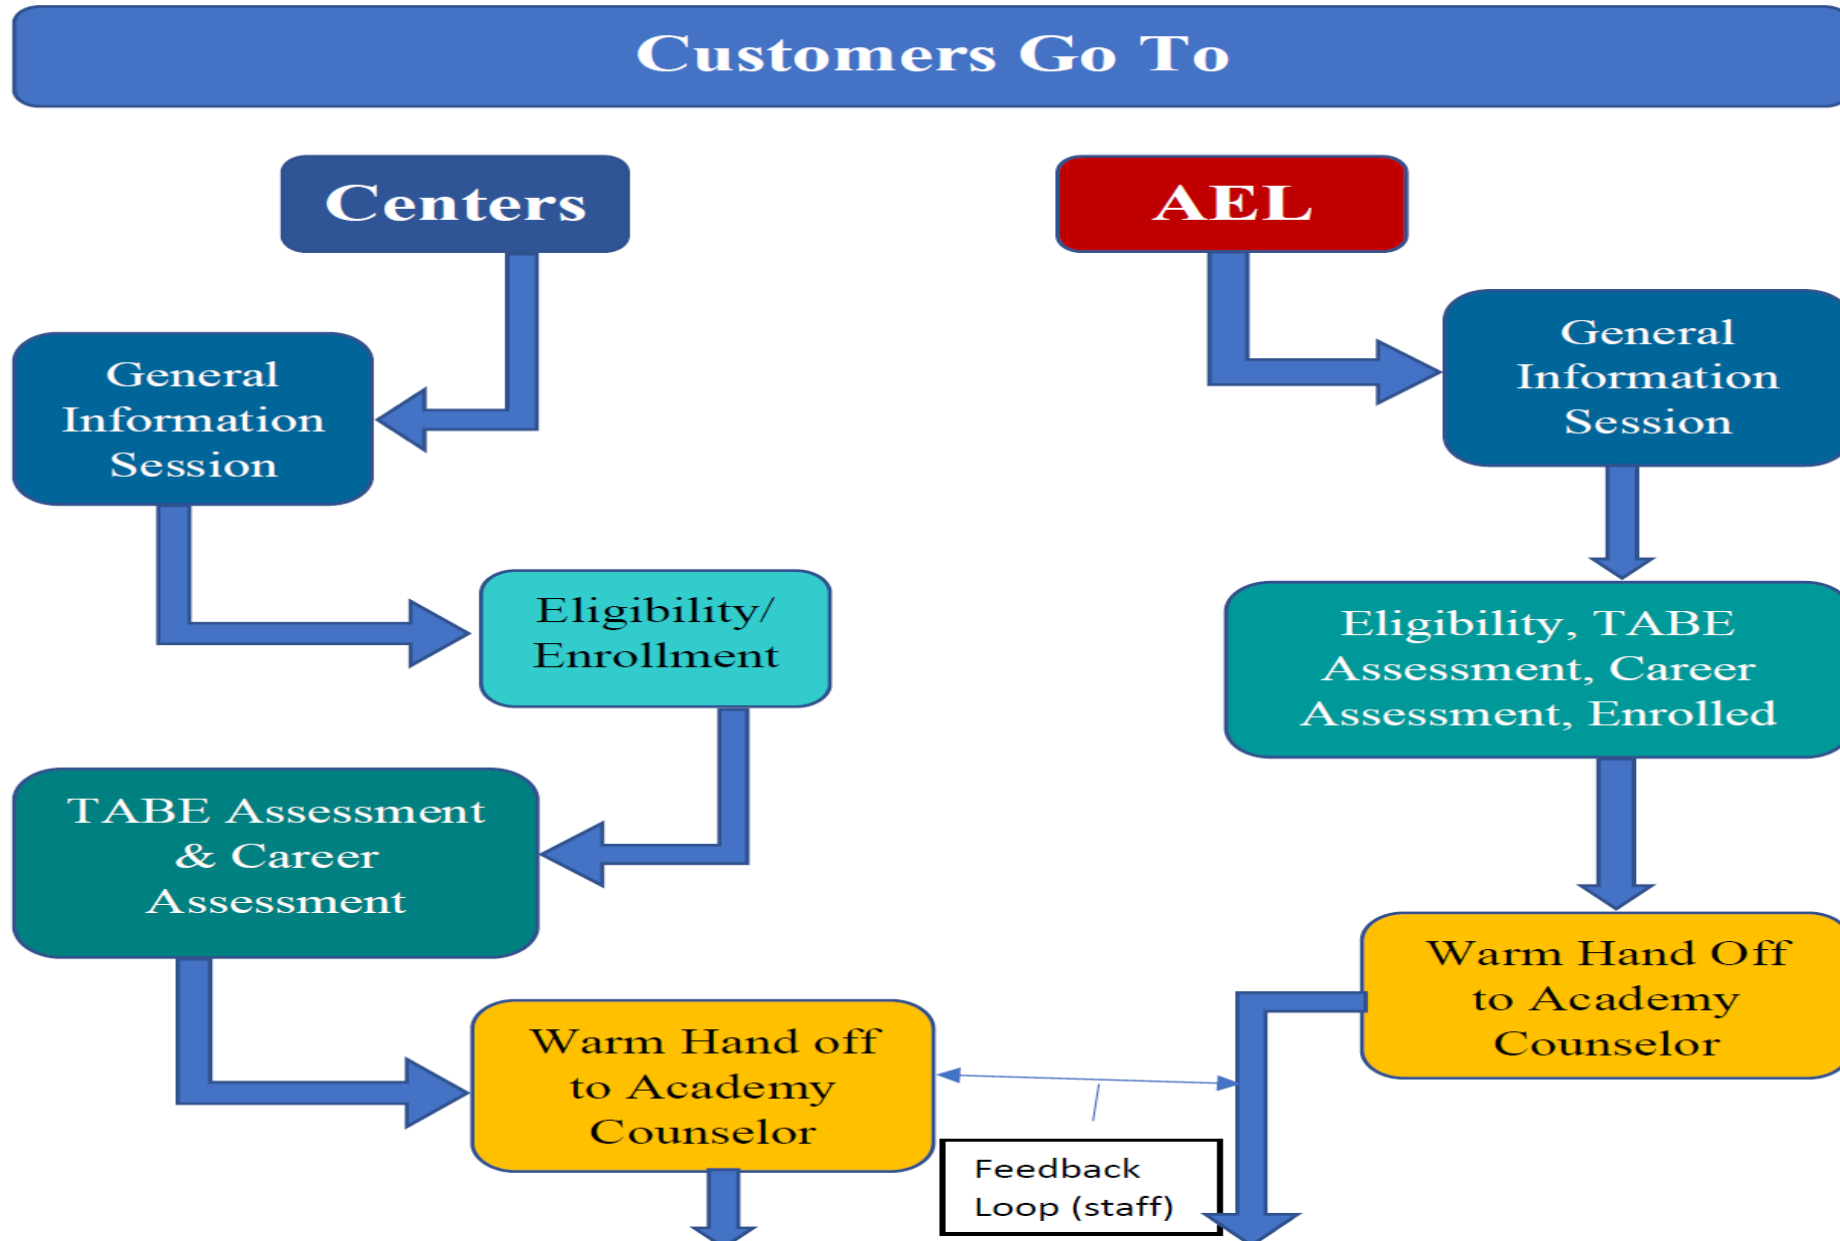 Customers Go To
Centers
AEL
General
Information
Session
General
Information
Session
Eligibility/
Enrollment
Eligibility, TABE
Assessment, Career
Assessment, Enrolled
TABE Assessment
& Career
Assessment
Warm Hand Off
to Academy
Counselor
Warm Hand off
to Academy
Counselor
Feedback
Loop (staff)